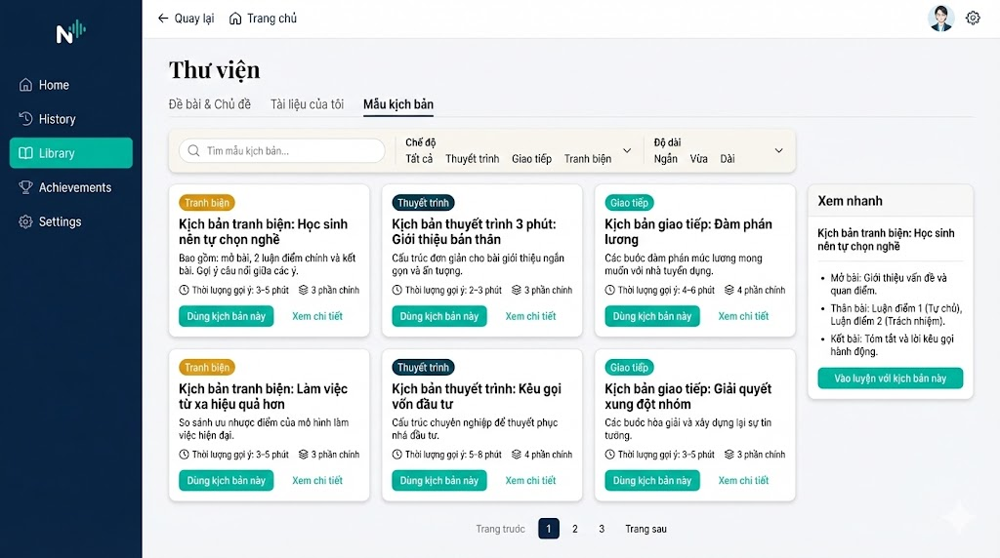 N
← Quay lại Trang chủ
Home
History
Library
Achievements
Settings
Thư viện
Đề bài & Chủ đề Tài liệu của tôi Mẫu kịch bản
Tìm mẫu kịch bản...
Chế độ
Tất cả Thuyết trình Giao tiếp Tranh biện
Độ dài
Ngắn Vừa Dài
Tranh biện
Kịch bản tranh biện: Học sinh
nên tự chọn nghề
Bao gồm: mở bài, 2 luận điểm chính và kết
bài. Gợi ý câu nối giữa các ý.
Thời lượng gợi ý: 3–5 phút 3 phần chính
Dùng kịch bản này Xem chi tiết
Thuyết trình
Kịch bản thuyết trình 3 phút:
Giới thiệu bản thân
Cấu trúc đơn giản cho bài giới thiệu ngắn
gọn và ấn tượng.
Thời lượng gợi ý: 2–3 phút 3 phần chính
Dùng kịch bản này Xem chi tiết
Giao tiếp
Kịch bản giao tiếp: Đàm phán
lương
Các bước đàm phán mức lương mong
muốn với nhà tuyển dụng.
Thời lượng gợi ý: 4–6 phút 4 phần chính
Dùng kịch bản này Xem chi tiết
Tranh biện
Kịch bản tranh biện: Làm việc
từ xa hiệu quả hơn
So sánh ưu nhược điểm của mô hình làm
việc hiện đại.
Thời lượng gợi ý: 3–5 phút 3 phần chính
Dùng kịch bản này Xem chi tiết
Thuyết trình
Kịch bản thuyết trình: Kêu gọi
vốn đầu tư
Cấu trúc chuyên nghiệp để thuyết phục
nhà đầu tư.
Thời lượng gợi ý: 5–8 phút 4 phần chính
Dùng kịch bản này Xem chi tiết
Giao tiếp
Kịch bản giao tiếp: Giải quyết
xung đột nhóm
Các bước hòa giải và xây dựng lại sự tin
tưởng.
Thời lượng gợi ý: 3–5 phút 3 phần chính
Dùng kịch bản này Xem chi tiết
Xem nhanh
Kịch bản tranh biện: Học sinh
nên tự chọn nghề
• Mở bài: Giới thiệu vấn đề và
quan điểm.
• Thân bài: Luận điểm 1 (Tự chủ),
Luận điểm 2 (Trách nhiệm).
• Kết bài: Tóm tắt và lời kêu gọi
hành động.
Vào luyện với kịch bản này
Trang trước 1 2 3 Trang sau